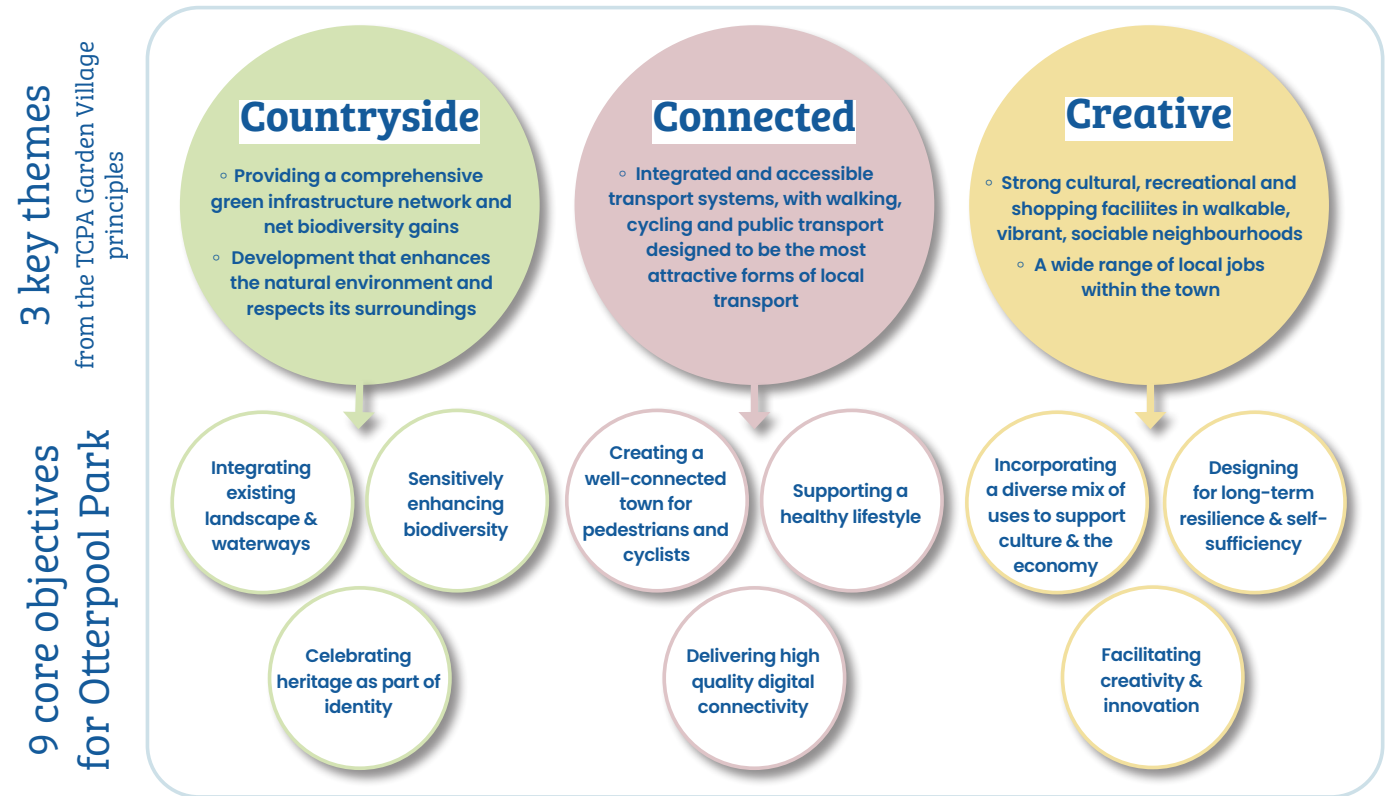 3 key themes
from the TCPA Garden Village
principles
Countryside
◦ Providing a comprehensive
green infrastructure network and
net biodiversity gains
◦ Development that enhances
the natural environment and
respects its surroundings
Connected
◦ Integrated and accessible
transport systems, with walking,
cycling and public transport
designed to be the most
attractive forms of local
transport
Creative
◦ Strong cultural, recreational and
shopping faciliites in walkable,
vibrant, sociable neighbourhoods
◦ A wide range of local jobs
within the town
9 core objectives
for Otterpool Park
Integrating
existing
landscape &
waterways
Sensitively
enhancing
biodiversity
Celebrating
heritage as part of
identity
Creating a
well-connected
town for
pedestrians and
cyclists
Supporting a
healthy lifestyle
Delivering high
quality digital
connectivity
Incorporating
a diverse mix of
uses to support
culture & the
economy
Designing
for long-term
resilience & self-
sufficiency
Facilitating
creativity &
innovation